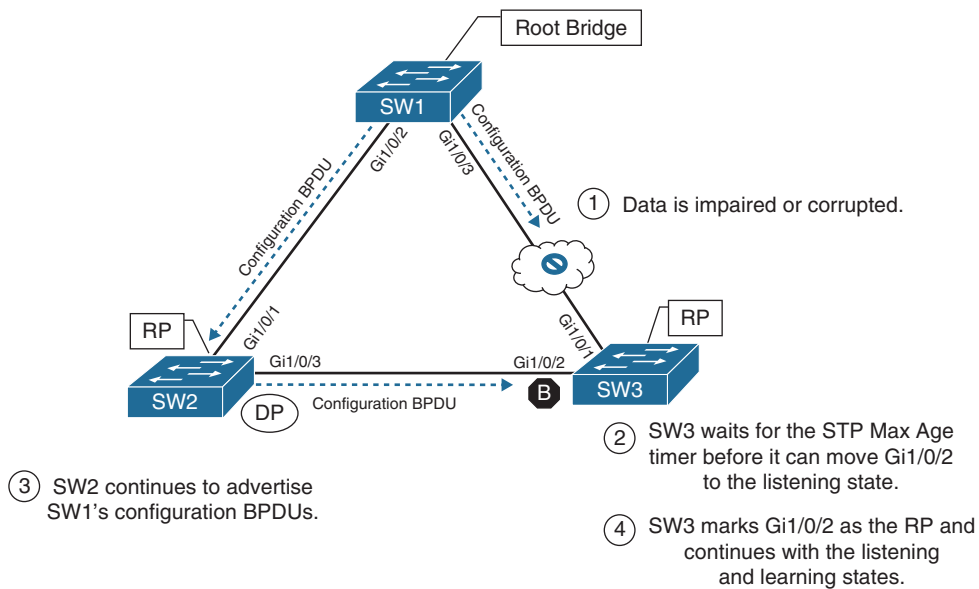 Root Bridge
SW1
Gi1/0/2
Gi1/0/3
Configuration BPDU
Configuration BPDU
1 Data is impaired or corrupted.
RP
Gi1/0/1
Gi1/0/1
RP
Gi1/0/3
Gi1/0/2
SW2
DP
Configuration BPDU
B
SW3
2 SW3 waits for the STP Max Age
timer before it can move Gi1/0/2
to the listening state.
3 SW2 continues to advertise
SW1's configuration BPDUs.
4 SW3 marks Gi1/0/2 as the RP and
continues with the listening
and learning states.